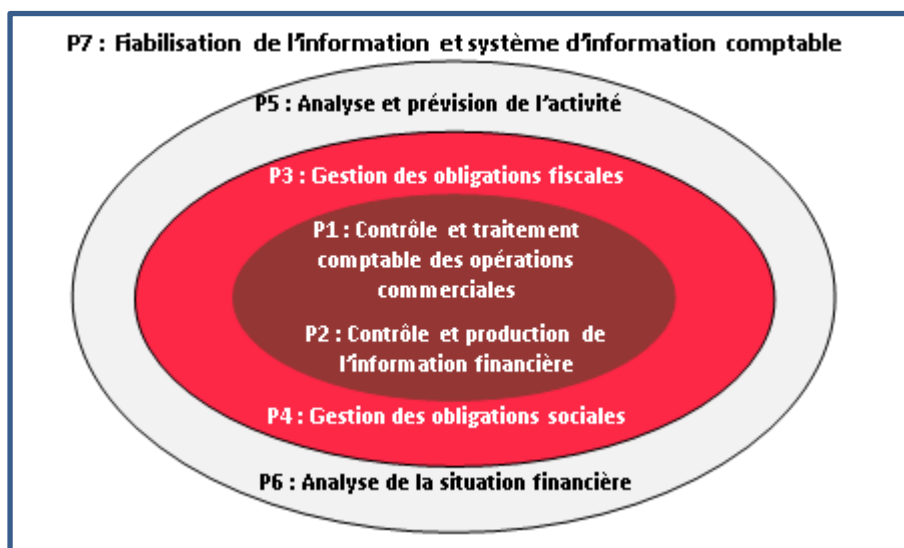 P7 : Fiabilisation de l'information et système d'information comptable
P5 : Analyse et prévision de l'activité
P3 : Gestion des obligations fiscales
P1 : Contrôle et traitement
comptable des opérations
commerciales
P2 : Contrôle et production de
l'information financière
P4 : Gestion des obligations sociales
P6 : Analyse de la situation financière